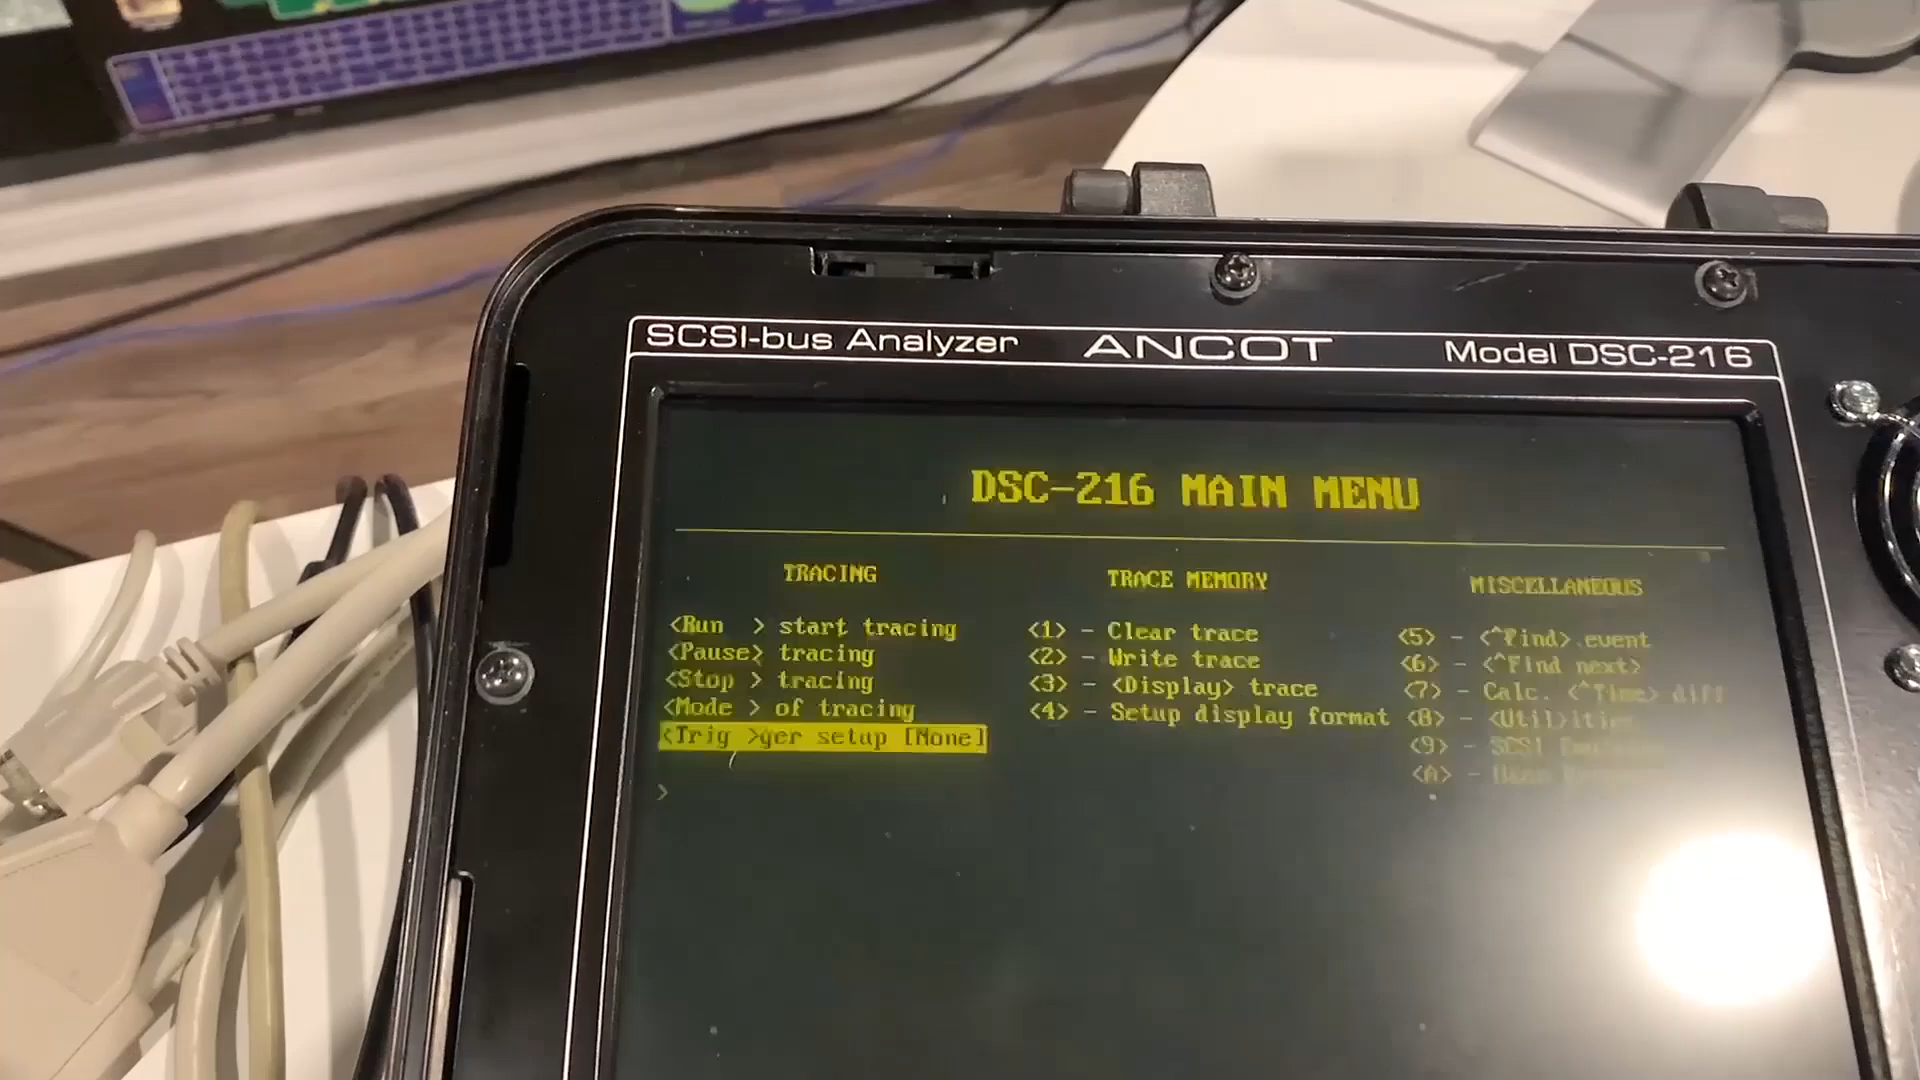 SCSI-bus Analyzer ANCOT Model DSC-216
DSC-216 MAIN MENU
TRACING
<Run > start tracing
<Pause> tracing
<Stop > tracing
<Mode > of tracing
<Trig >ger setup [None]
>
TRACE MEMORY
<1> - Clear trace
<2> - Write trace
<3> - <Display> trace
<4> - Setup display format
MISCELLANEOUS
<5> - <^Find> event
<6> - <^Find next>
<7> - Calc. <^Time> diff
<8> - <Util>ities
<9> - SCSI
<A> -